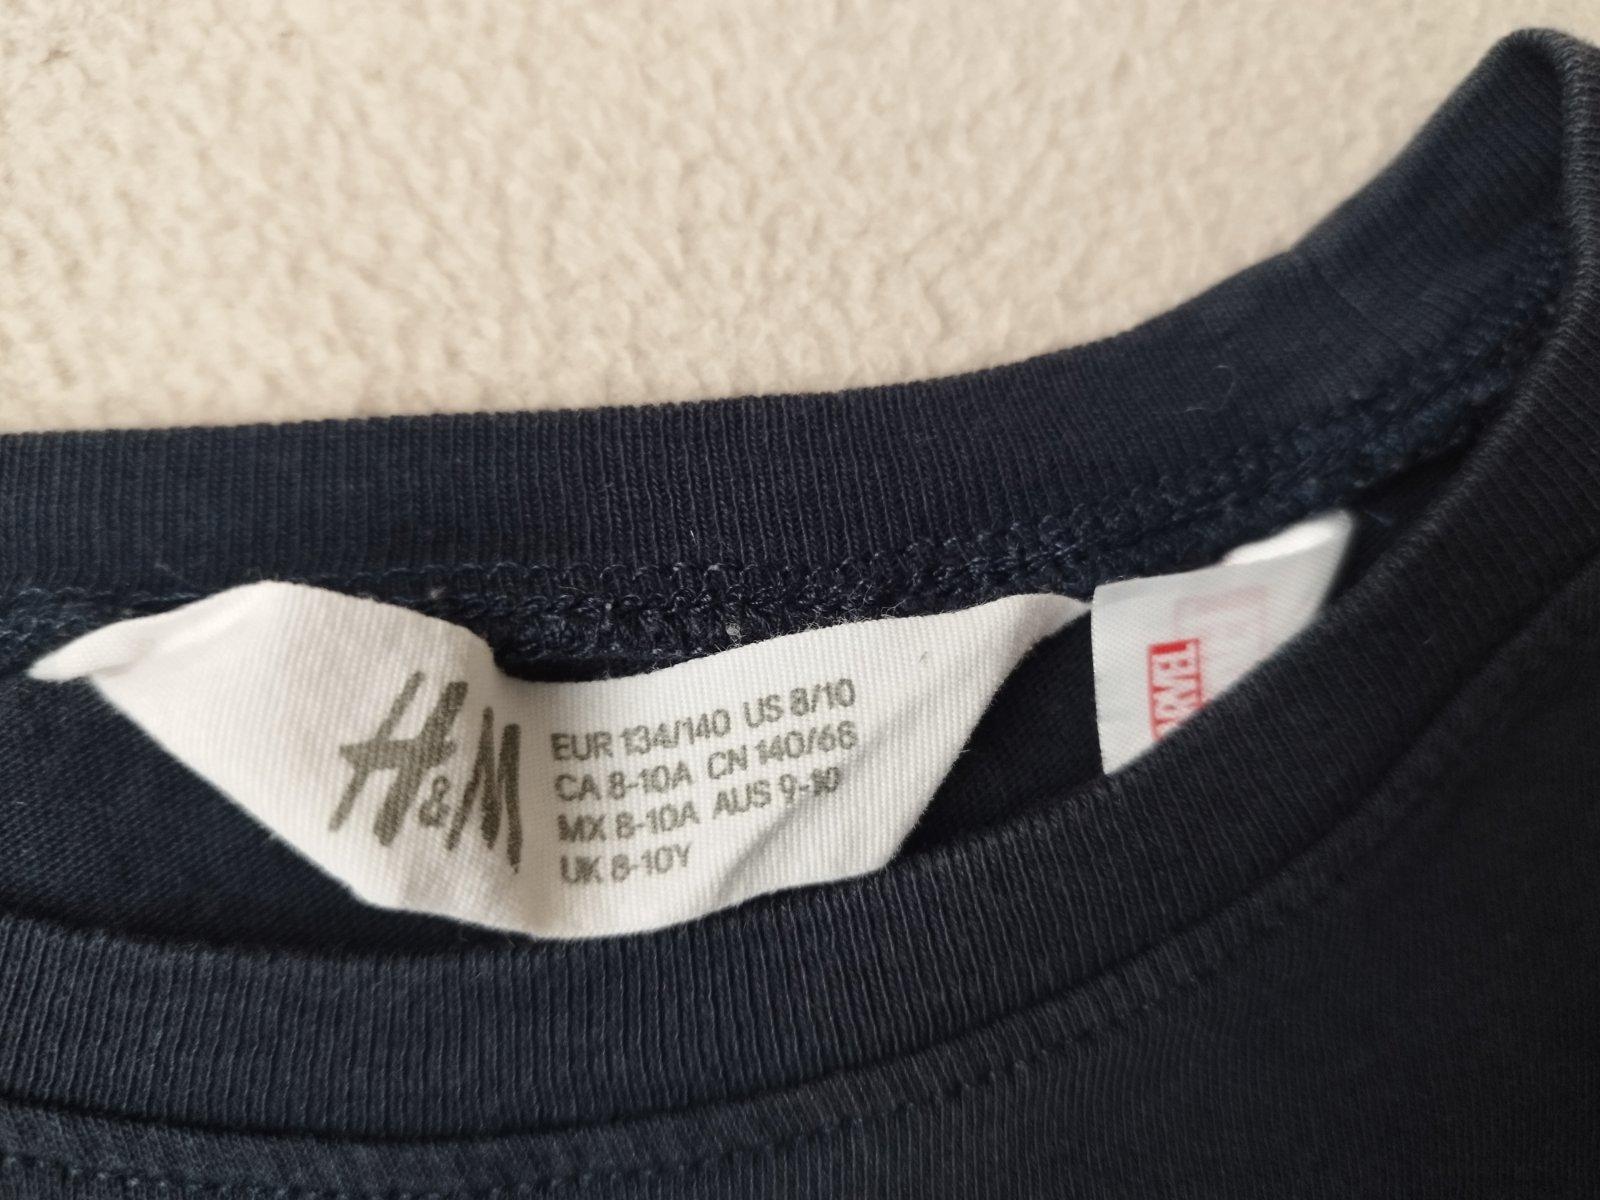 H&M
EUR 134/140 US 8/10
CA 8-10A CN 140/68
MX 8-10A AUS 9-10
UK 8-10Y
MARVEL